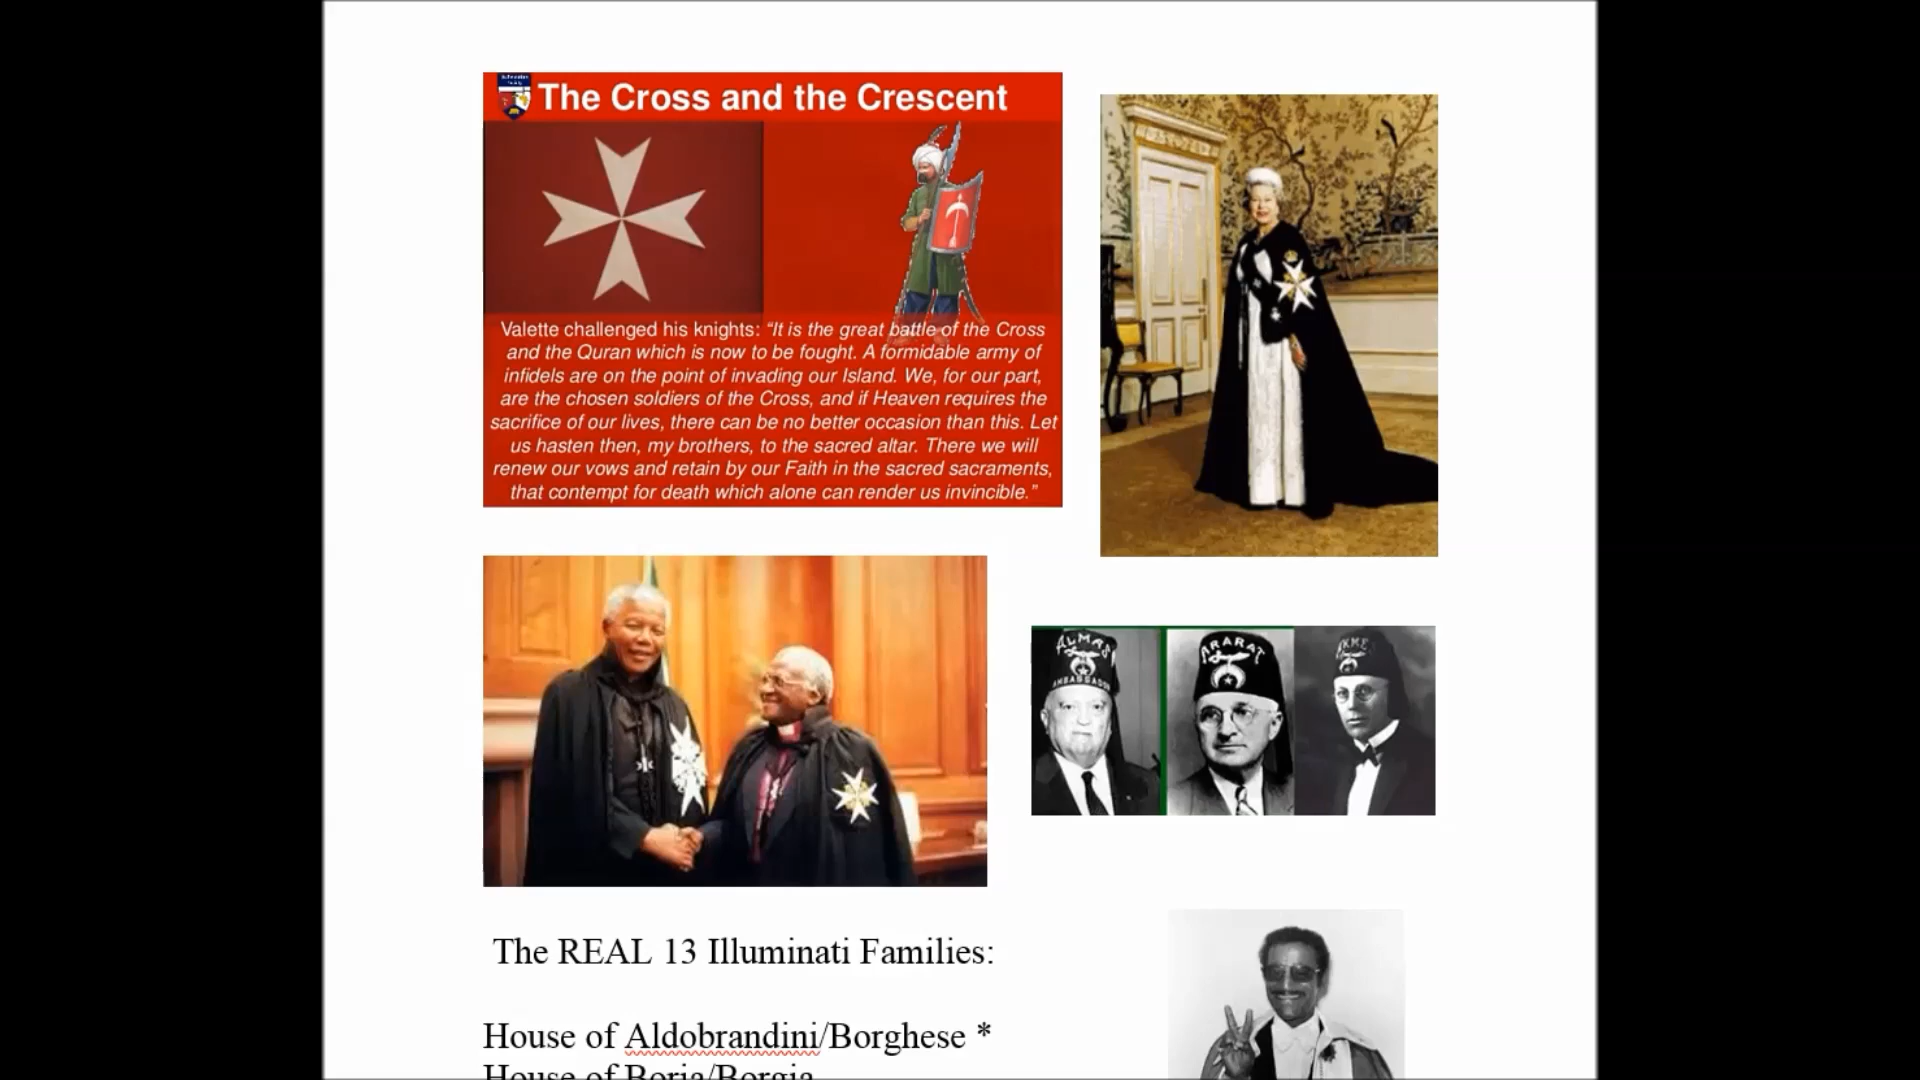 The Cross and the Crescent
Valette challenged his knights: “It is the great battle of the Cross
and the Quran which is now to be fought. A formidable army of
infidels are on the point of invading our Island. We, for our part,
are the chosen soldiers of the Cross, and if Heaven requires the
sacrifice of our lives, there can be no better occasion than this. Let
us hasten then, my brothers, to the sacred altar. There we will
renew our vows and retain by our Faith in the sacred sacraments,
that contempt for death which alone can render us invincible.”
ALMAS
AMBASSADOR
ARARAT
The REAL 13 Illuminati Families:
House of Aldobrandini/Borghese *
House of Borja/Borgia